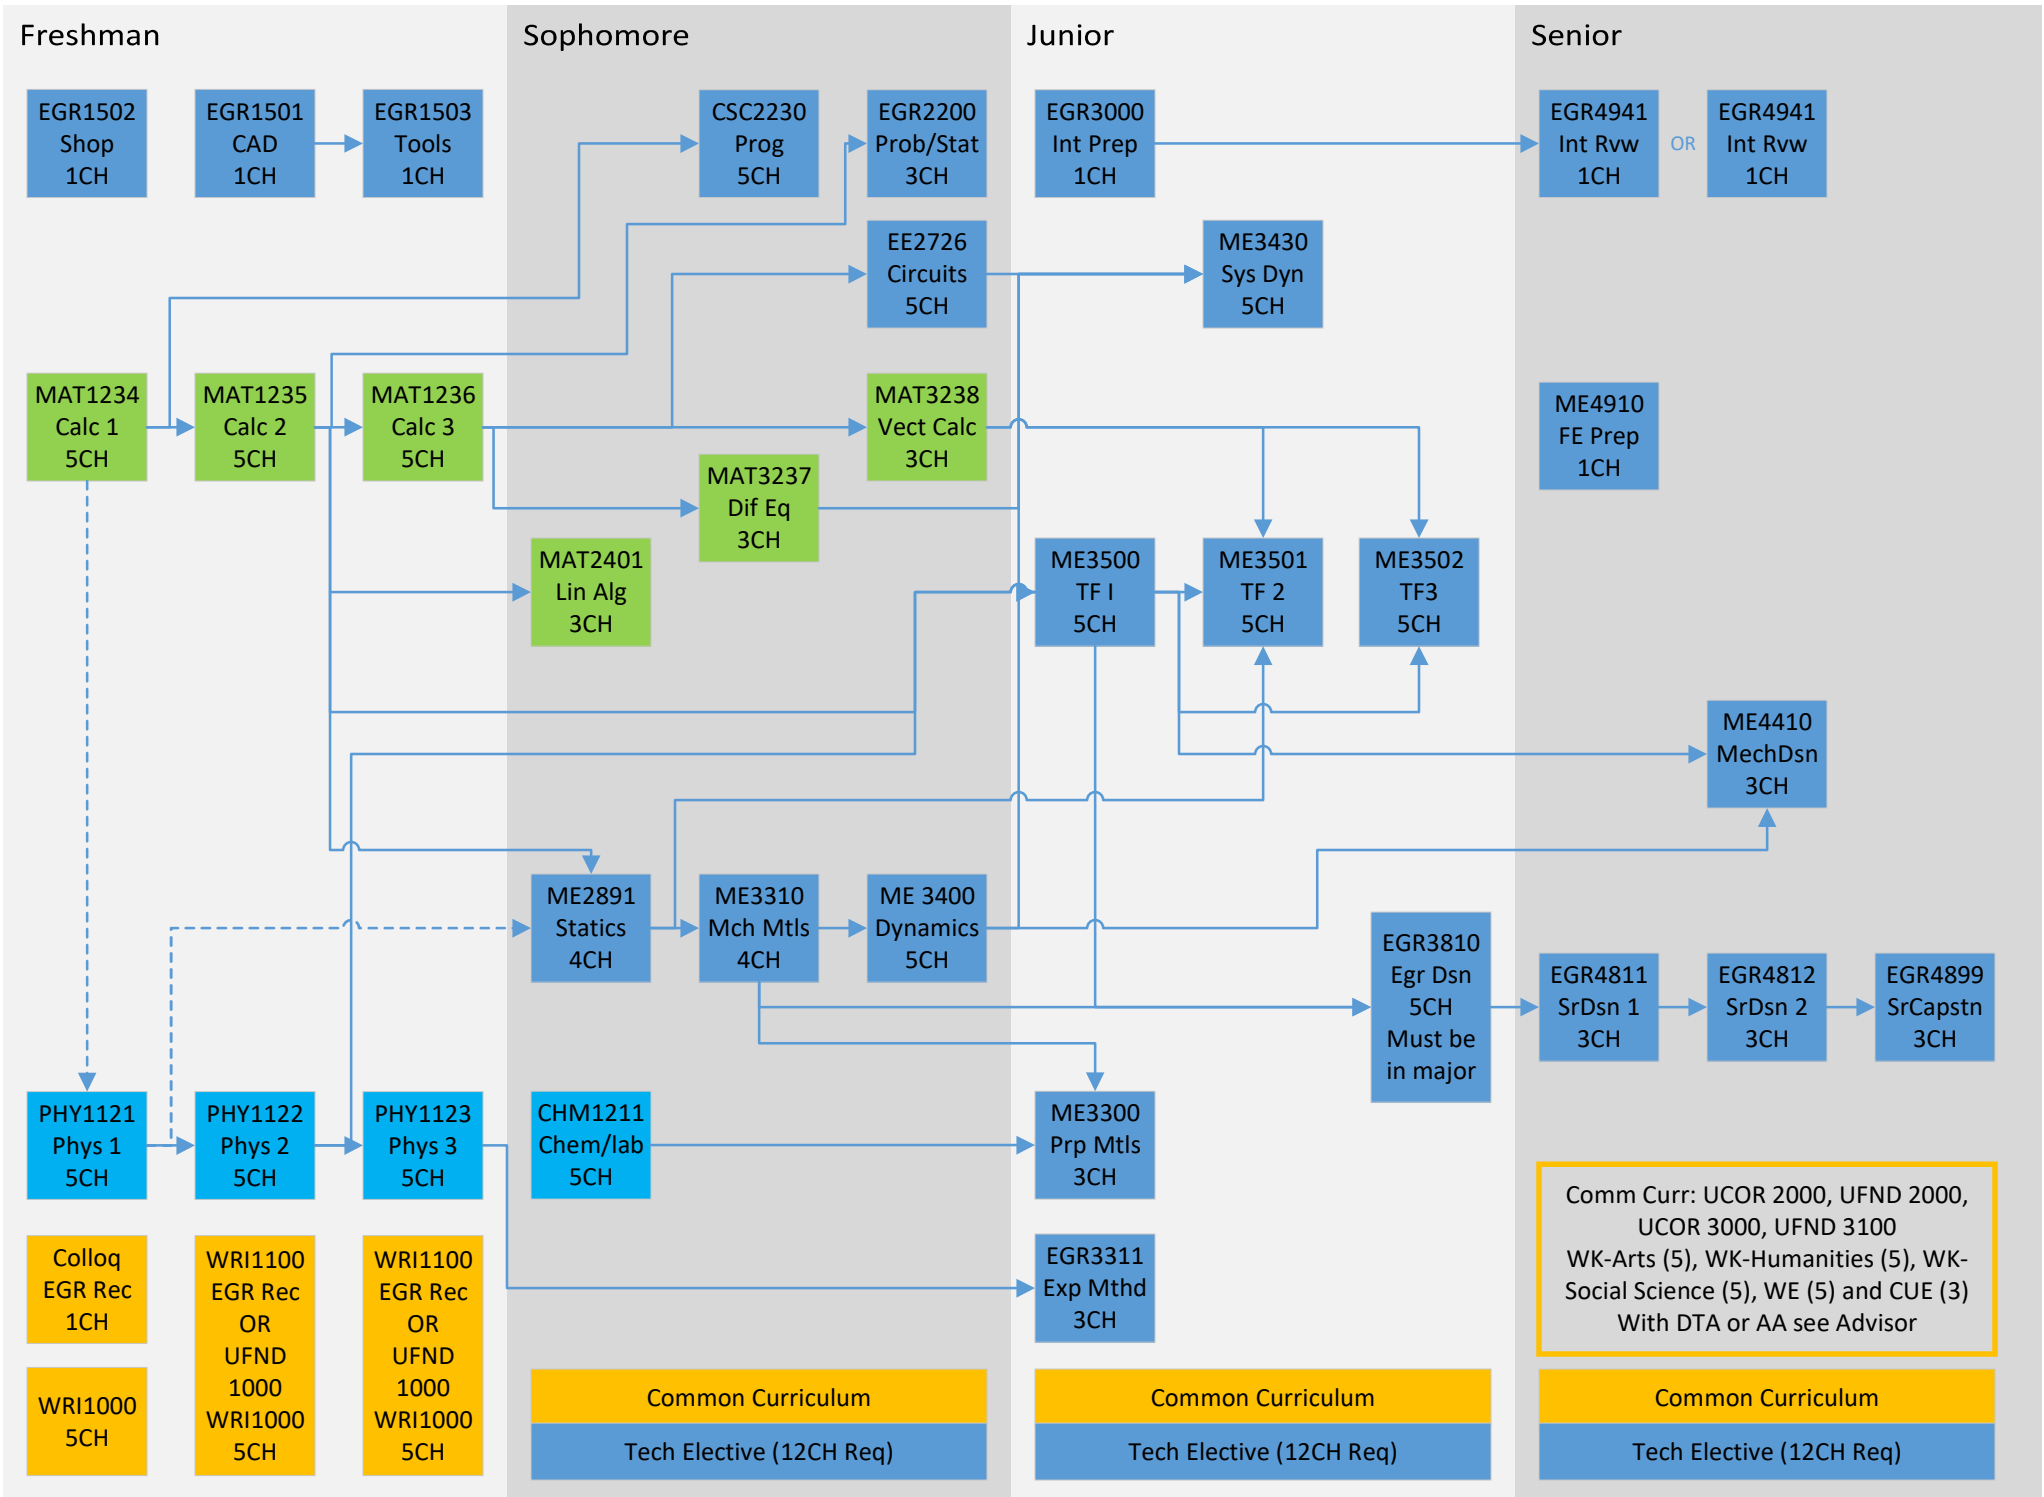 Freshman
Sophomore
Junior
Senior
EGR1502
Shop
1CH
EGR1501
CAD
1CH
EGR1503
Tools
1CH
CSC2230
Prog
5CH
EGR2200
Prob/Stat
3CH
EGR3000
Int Prep
1CH
EGR4941
Int Rvw
1CH
OR
EGR4941
Int Rvw
1CH
EE2726
Circuits
5CH
ME3430
Sys Dyn
5CH
MAT1234
Calc 1
5CH
MAT1235
Calc 2
5CH
MAT1236
Calc 3
5CH
MAT3238
Vect Calc
3CH
ME4910
FE Prep
1CH
MAT3237
Dif Eq
3CH
MAT2401
Lin Alg
3CH
ME3500
TF I
5CH
ME3501
TF 2
5CH
ME3502
TF3
5CH
ME4410
MechDsn
3CH
ME2891
Statics
4CH
ME3310
Mch Mtls
4CH
ME 3400
Dynamics
5CH
EGR3810
Egr Dsn
5CH
Must be
in major
EGR4811
SrDsn 1
3CH
EGR4812
SrDsn 2
3CH
EGR4899
SrCapstn
3CH
PHY1121
Phys 1
5CH
PHY1122
Phys 2
5CH
PHY1123
Phys 3
5CH
CHM1211
Chem/lab
5CH
ME3300
Prp Mtls
3CH
Colloq
EGR Rec
1CH
WRI1000
5CH
WRI1100
EGR Rec
OR
UFND
1000
WRI1000
5CH
WRI1100
EGR Rec
OR
UFND
1000
WRI1000
5CH
EGR3311
Exp Mthd
3CH
Comm Curr: UCOR 2000, UFND 2000,
UCOR 3000, UFND 3100
WK-Arts (5), WK-Humanities (5), WK-
Social Science (5), WE (5) and CUE (3)
With DTA or AA see Advisor
Common Curriculum
Tech Elective (12CH Req)
Common Curriculum
Tech Elective (12CH Req)
Common Curriculum
Tech Elective (12CH Req)